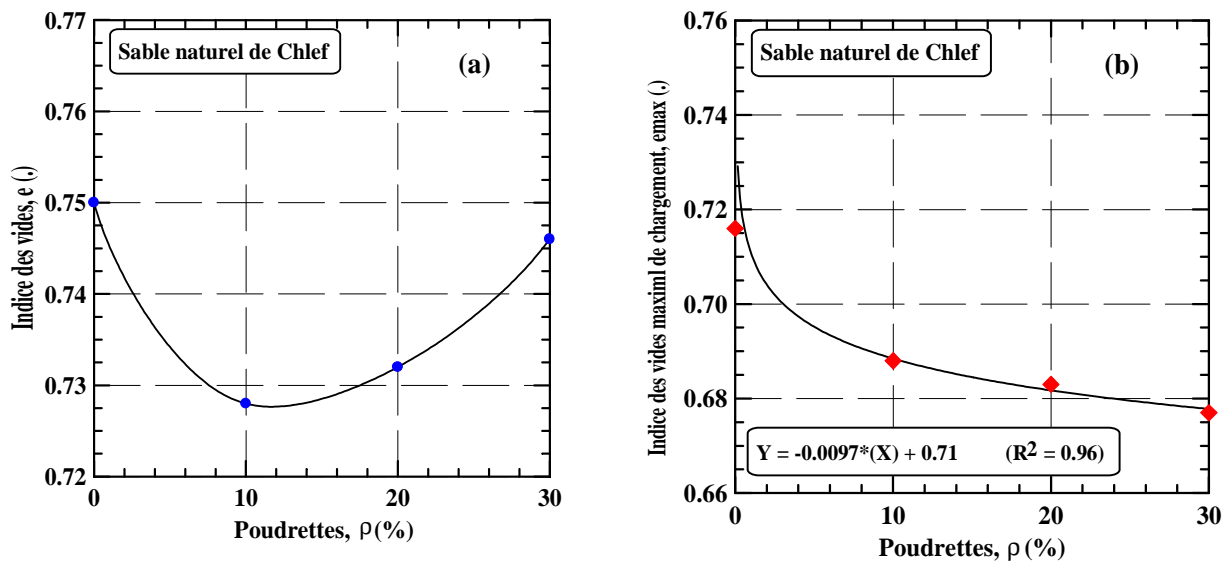 0.77
0.76
0.75
0.74
0.73
0.72
Indice des vides, e (.)
Sable naturel de Chlef
(a)
0 10 20 30
Poudrettes, ρ (%)
0.76
0.74
0.72
0.70
0.68
0.66
Indice des vides maximl de chargement, emax (.)
Sable naturel de Chlef
(b)
Y = -0.0097*(X) + 0.71 (R² = 0.96)
0 10 20 30
Poudrettes, ρ (%)